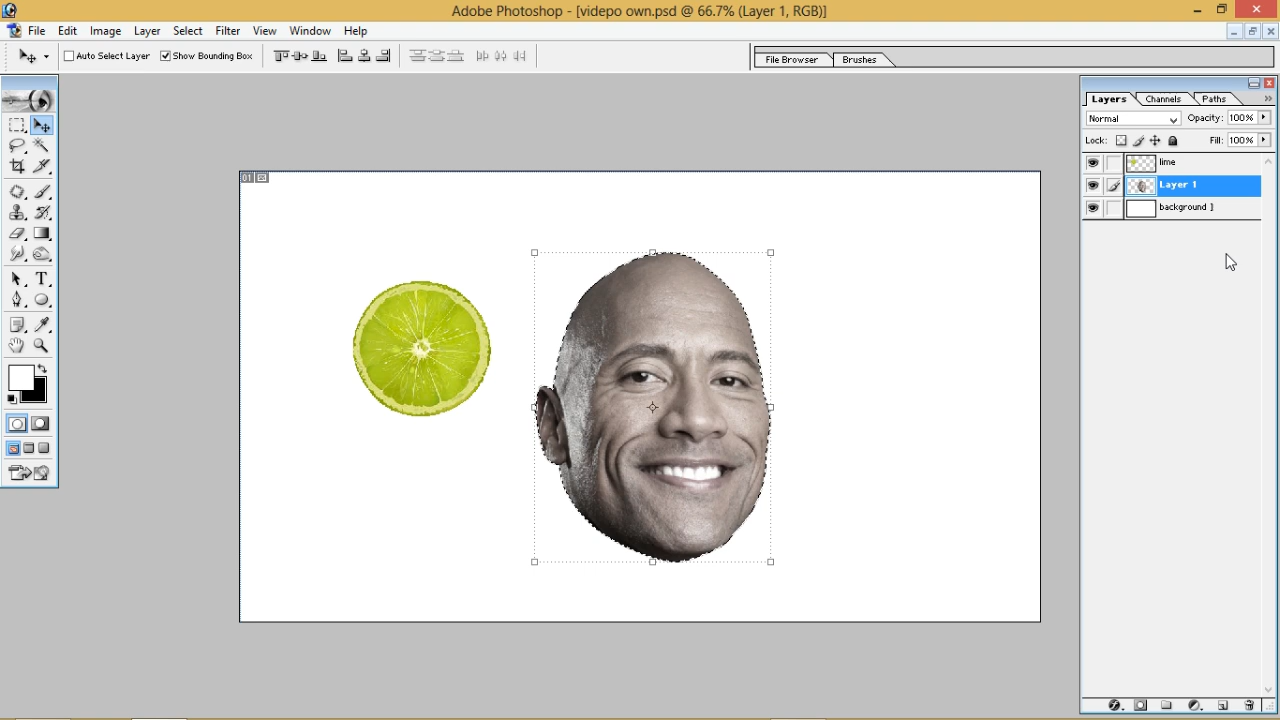 Adobe Photoshop - [videpo own.psd @ 66.7% (Layer 1, RGB)]
File Edit Image Layer Select Filter View Window Help
Auto Select Layer Show Bounding Box File Browser Brushes
Layers Channels Paths
Normal Opacity: 100%
Lock: Fill: 100%
lime
Layer 1
background 1
01
T